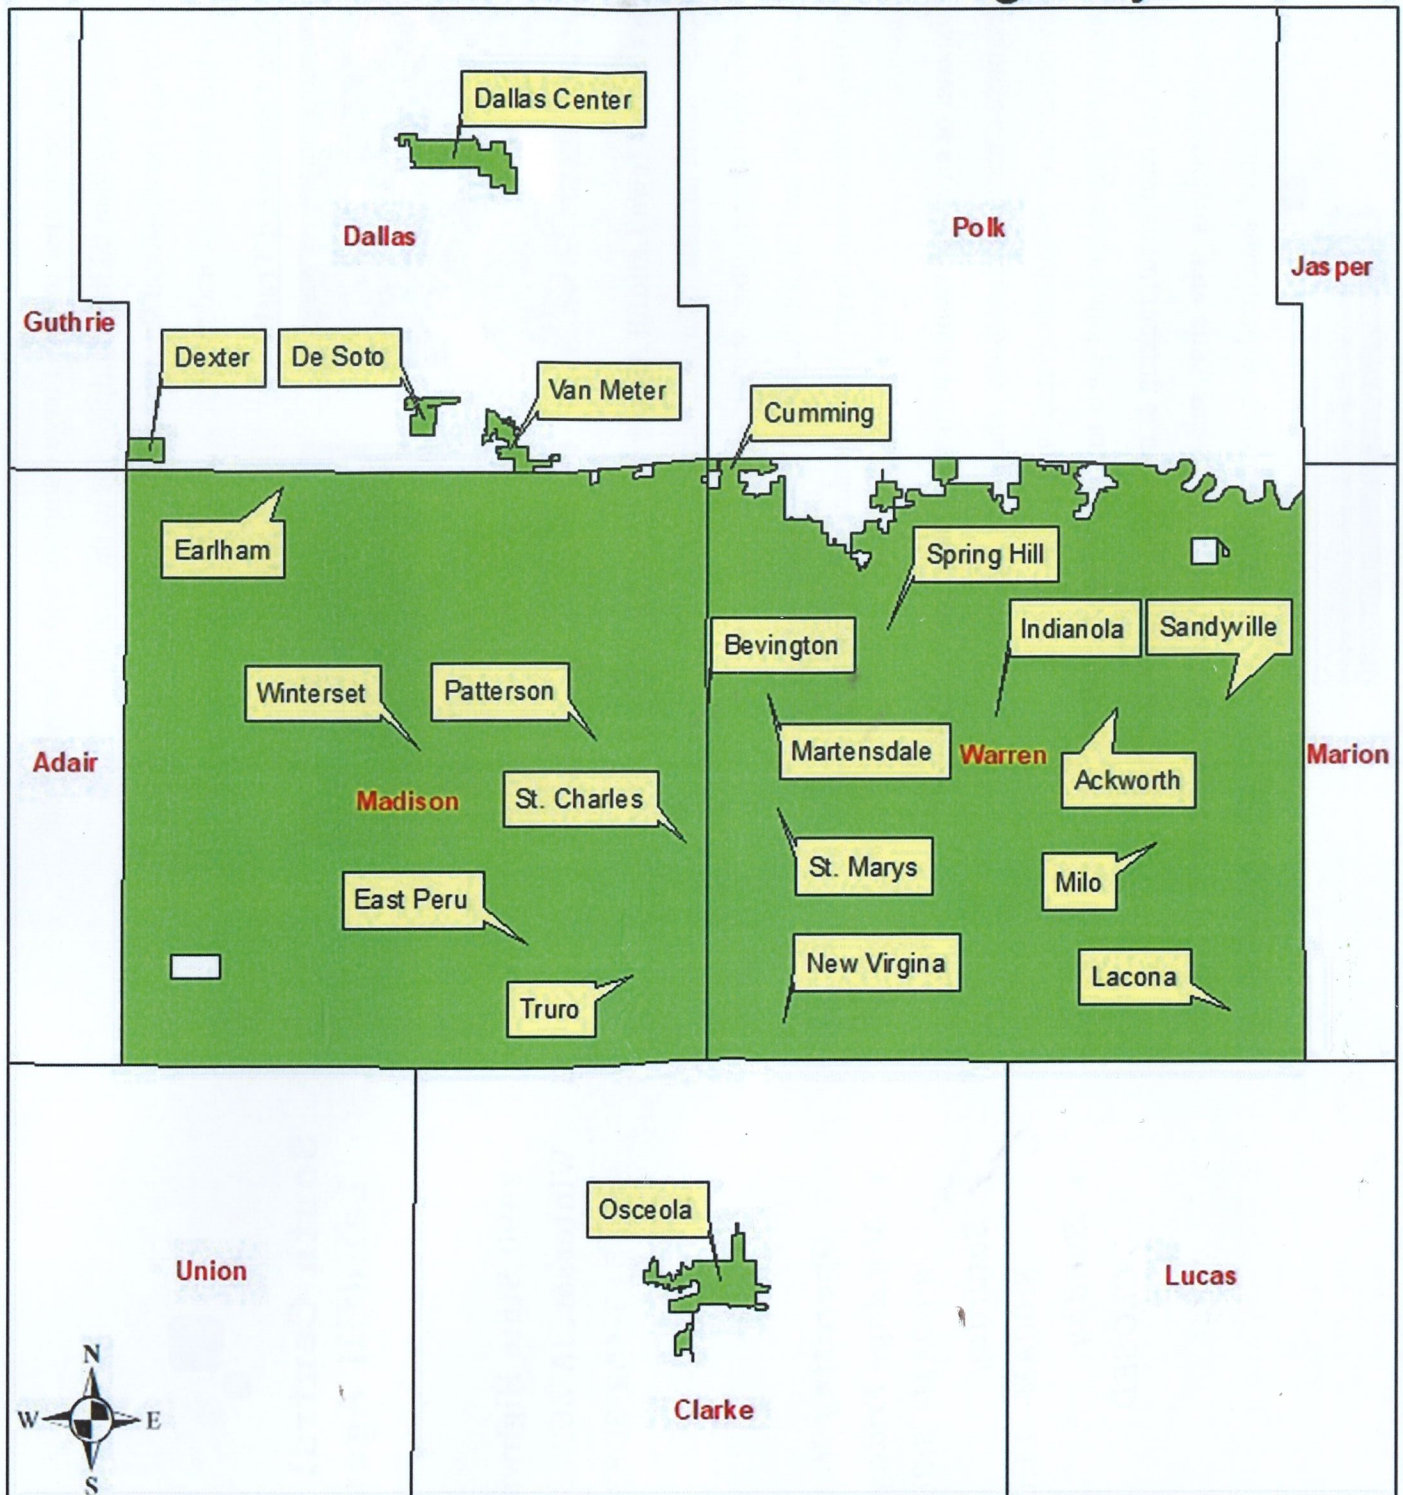 Dallas Center
Dallas
Polk
Jasper
Guthrie
Dexter
De Soto
Van Meter
Cumming
Earlham
Spring Hill
Bevington
Indianola
Sandyville
Winterset
Patterson
Martensdale
Warren
Marion
Adair
Ackworth
Madison
St. Charles
St. Marys
Milo
East Peru
New Virgina
Lacona
Truro
Osceola
Union
Lucas
Clarke
N
W E
S